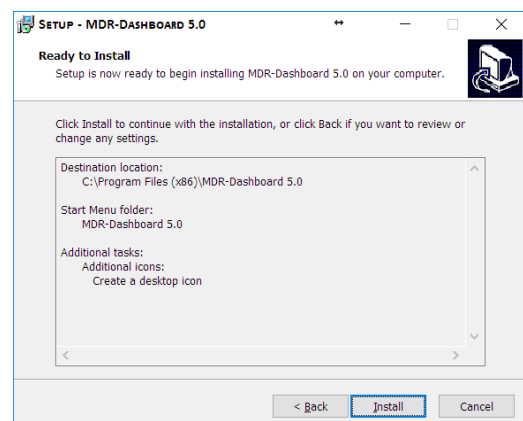 Setup - MDR-Dashboard 5.0
Ready to Install
Setup is now ready to begin installing MDR-Dashboard 5.0 on your computer.
Click Install to continue with the installation, or click Back if you want to review or
change any settings.
Destination location:
C:\Program Files (x86)\MDR-Dashboard 5.0
Start Menu folder:
MDR-Dashboard 5.0
Additional tasks:
Additional icons:
Create a desktop icon
< Back
Install
Cancel